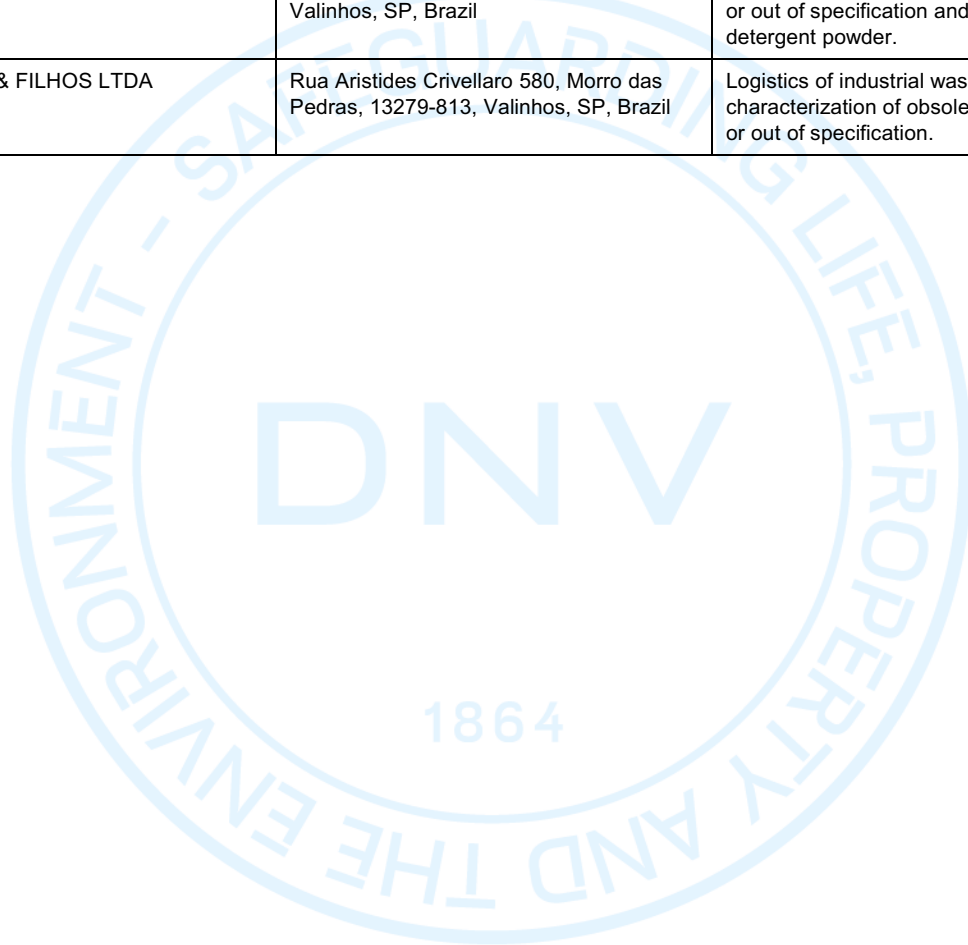 Valinhos, SP, Brazil
or out of specification and
detergent powder.
& FILHOS LTDA
Rua Aristides Crivellaro 580, Morro das
Pedras, 13279-813, Valinhos, SP, Brazil
Logistics of industrial was
characterization of obsole
or out of specification.
SAFEGUARDING LIFE, PROPERTY AND THE ENVIRONMENT -
DNV
1864